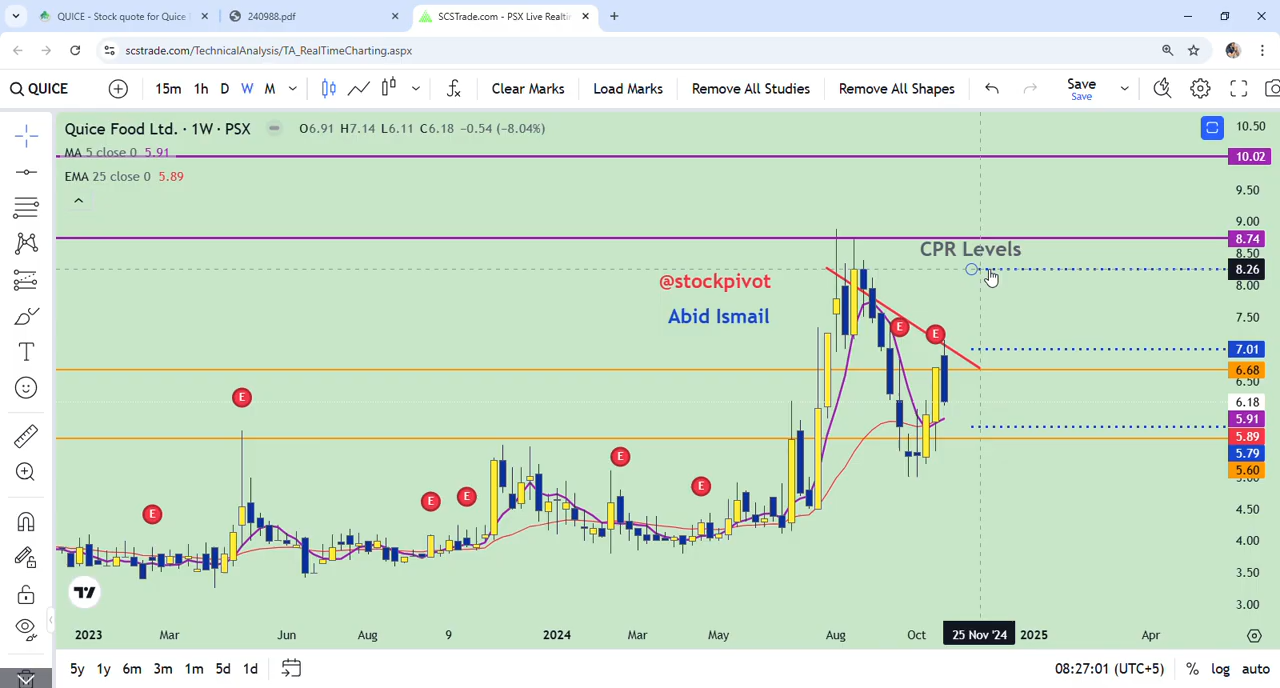 QUICE - Stock quote for Quice
240988.pdf
SCSTrade.com - PSX Live Realtin
scstrade.com/TechnicalAnalysis/TA_RealTimeCharting.aspx
QUICE 15m 1h D W M Clear Marks Load Marks Remove All Studies Remove All Shapes Save
Save
Quice Food Ltd. · 1W · PSX O6.91 H7.14 L6.11 C6.18 −0.54 (−8.04%)
MA 5 close 0 5.91
EMA 25 close 0 5.89
10.50
10.02
9.50
9.00
8.74
8.50
8.26
8.00
7.50
7.01
6.68
6.50
6.18
5.91
5.89
5.79
5.60
5.00
4.50
4.00
3.50
3.00
CPR Levels
@stockpivot
Abid Ismail
E
E
E
E
E
E
E
E
2023 Mar Jun Aug 9 2024 Mar May Aug Oct 25 Nov '24 2025 Apr
5y 1y 6m 3m 1m 5d 1d 08:27:01 (UTC+5) % log auto